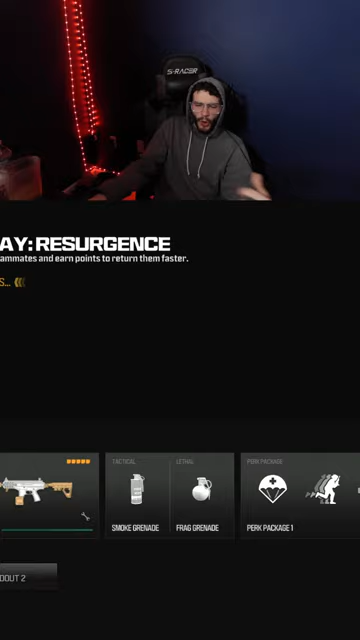 S-RACER
AY: RESURGENCE
ammates and earn points to return them faster.
S...
TACTICAL
LETHAL
PERK PACKAGE
SMOKE GRENADE
FRAG GRENADE
PERK PACKAGE 1
DOUT 2